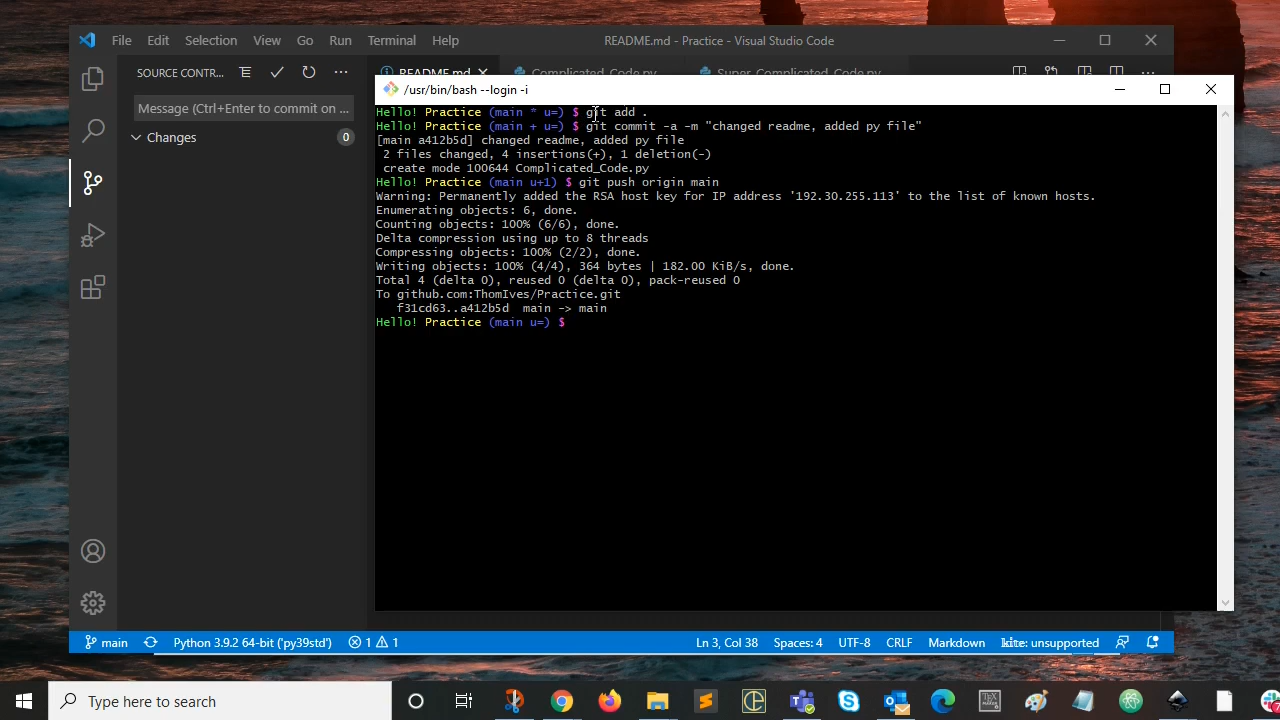 File Edit Selection View Go Run Terminal Help README.md - Practice - Visual Studio Code
SOURCE CONTR...
README.md Complicated_Code.py Super_Complicated_Code.py
/usr/bin/bash --login -i
Message (Ctrl+Enter to commit on ...
Changes 0
Hello! Practice (main * u=) $ git add .
Hello! Practice (main + u=) $ git commit -a -m "changed readme, added py file"
[main a412b5d] changed readme, added py file
2 files changed, 4 insertions(+), 1 deletion(-)
create mode 100644 Complicated_Code.py
Hello! Practice (main u+1) $ git push origin main
Warning: Permanently added the RSA host key for IP address '192.30.255.113' to the list of known hosts.
Enumerating objects: 6, done.
Counting objects: 100% (6/6), done.
Delta compression using up to 8 threads
Compressing objects: 100% (2/2), done.
Writing objects: 100% (4/4), 364 bytes | 182.00 KiB/s, done.
Total 4 (delta 0), reused 0 (delta 0), pack-reused 0
To github.com:ThomIves/Practice.git
f31cd63..a412b5d main -> main
Hello! Practice (main u=) $
main Python 3.9.2 64-bit ('py39std') 1 1 Ln 3, Col 38 Spaces: 4 UTF-8 CRLF Markdown kite: unsupported
Type here to search